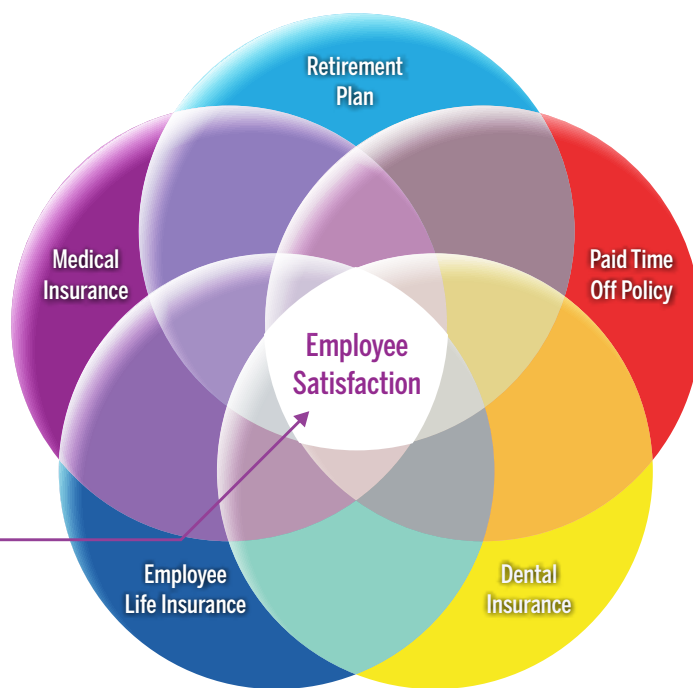 Retirement
Plan
Medical
Insurance
Paid Time
Off Policy
Employee
Satisfaction
Employee
Life Insurance
Dental
Insurance